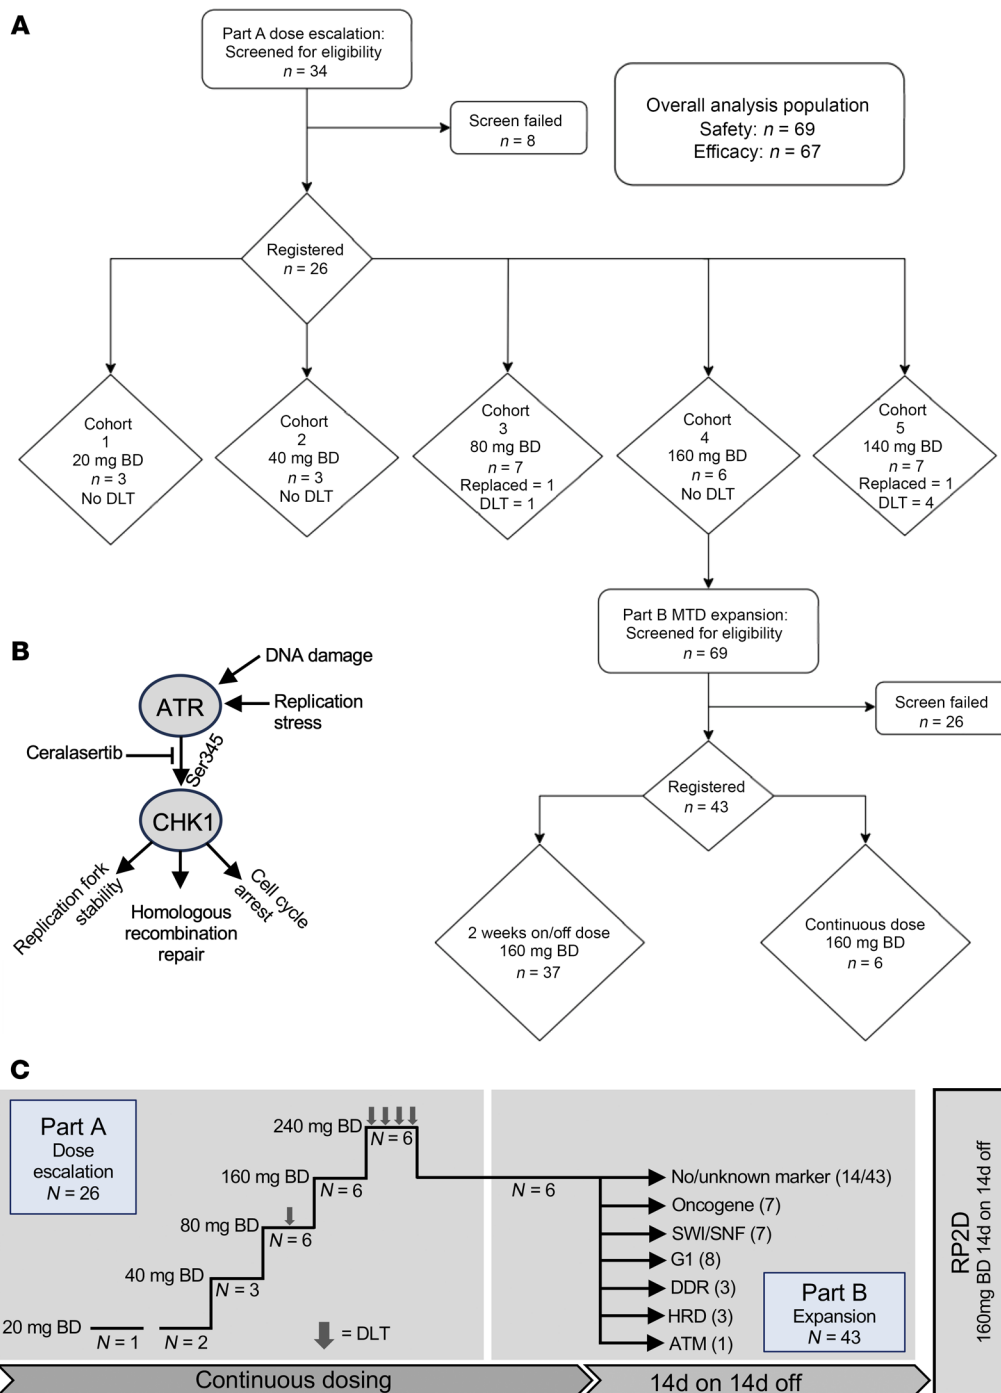 A
Part A dose escalation:
Screened for eligibility
n = 34
Screen failed
n = 8
Overall analysis population
Safety: n = 69
Efficacy: n = 67
Registered
n = 26
Cohort
1
20 mg BD
n = 3
No DLT
Cohort
2
40 mg BD
n = 3
No DLT
Cohort
3
80 mg BD
n = 7
Replaced = 1
DLT = 1
Cohort
4
160 mg BD
n = 6
No DLT
Cohort
5
140 mg BD
n = 7
Replaced = 1
DLT = 4
Part B MTD expansion:
Screened for eligibility
n = 69
Screen failed
n = 26
Registered
n = 43
2 weeks on/off dose
160 mg BD
n = 37
Continuous dose
160 mg BD
n = 6
B
DNA damage
ATR
Replication
stress
Ceralasertib
Ser345
CHK1
Replication fork
stability
Homologous
recombination
repair
Cell cycle
arrest
C
Part A
Dose
escalation
N = 26
240 mg BD
N = 6
160 mg BD
N = 6
80 mg BD
N = 6
40 mg BD
N = 3
20 mg BD
N = 1
N = 2
= DLT
N = 6
No/unknown marker (14/43)
Oncogene (7)
SWI/SNF (7)
G1 (8)
DDR (3)
HRD (3)
ATM (1)
Part B
Expansion
N = 43
RP2D
160mg BD 14d on 14d off
Continuous dosing
14d on 14d off